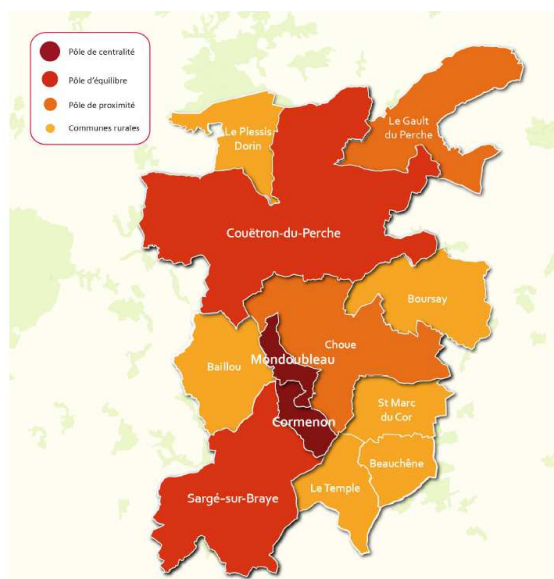 Pôle de centralité
Pôle d'équilibre
Pôle de proximité
Communes rurales
Le Plessis
Dorin
Le Gault
du Perche
Couëtron-du-Perche
Boursay
Choue
Mondoubleau
Baillou
Cormenon
St Marc
du Cor
Beauchêne
Le Temple
Sargé-sur-Braye